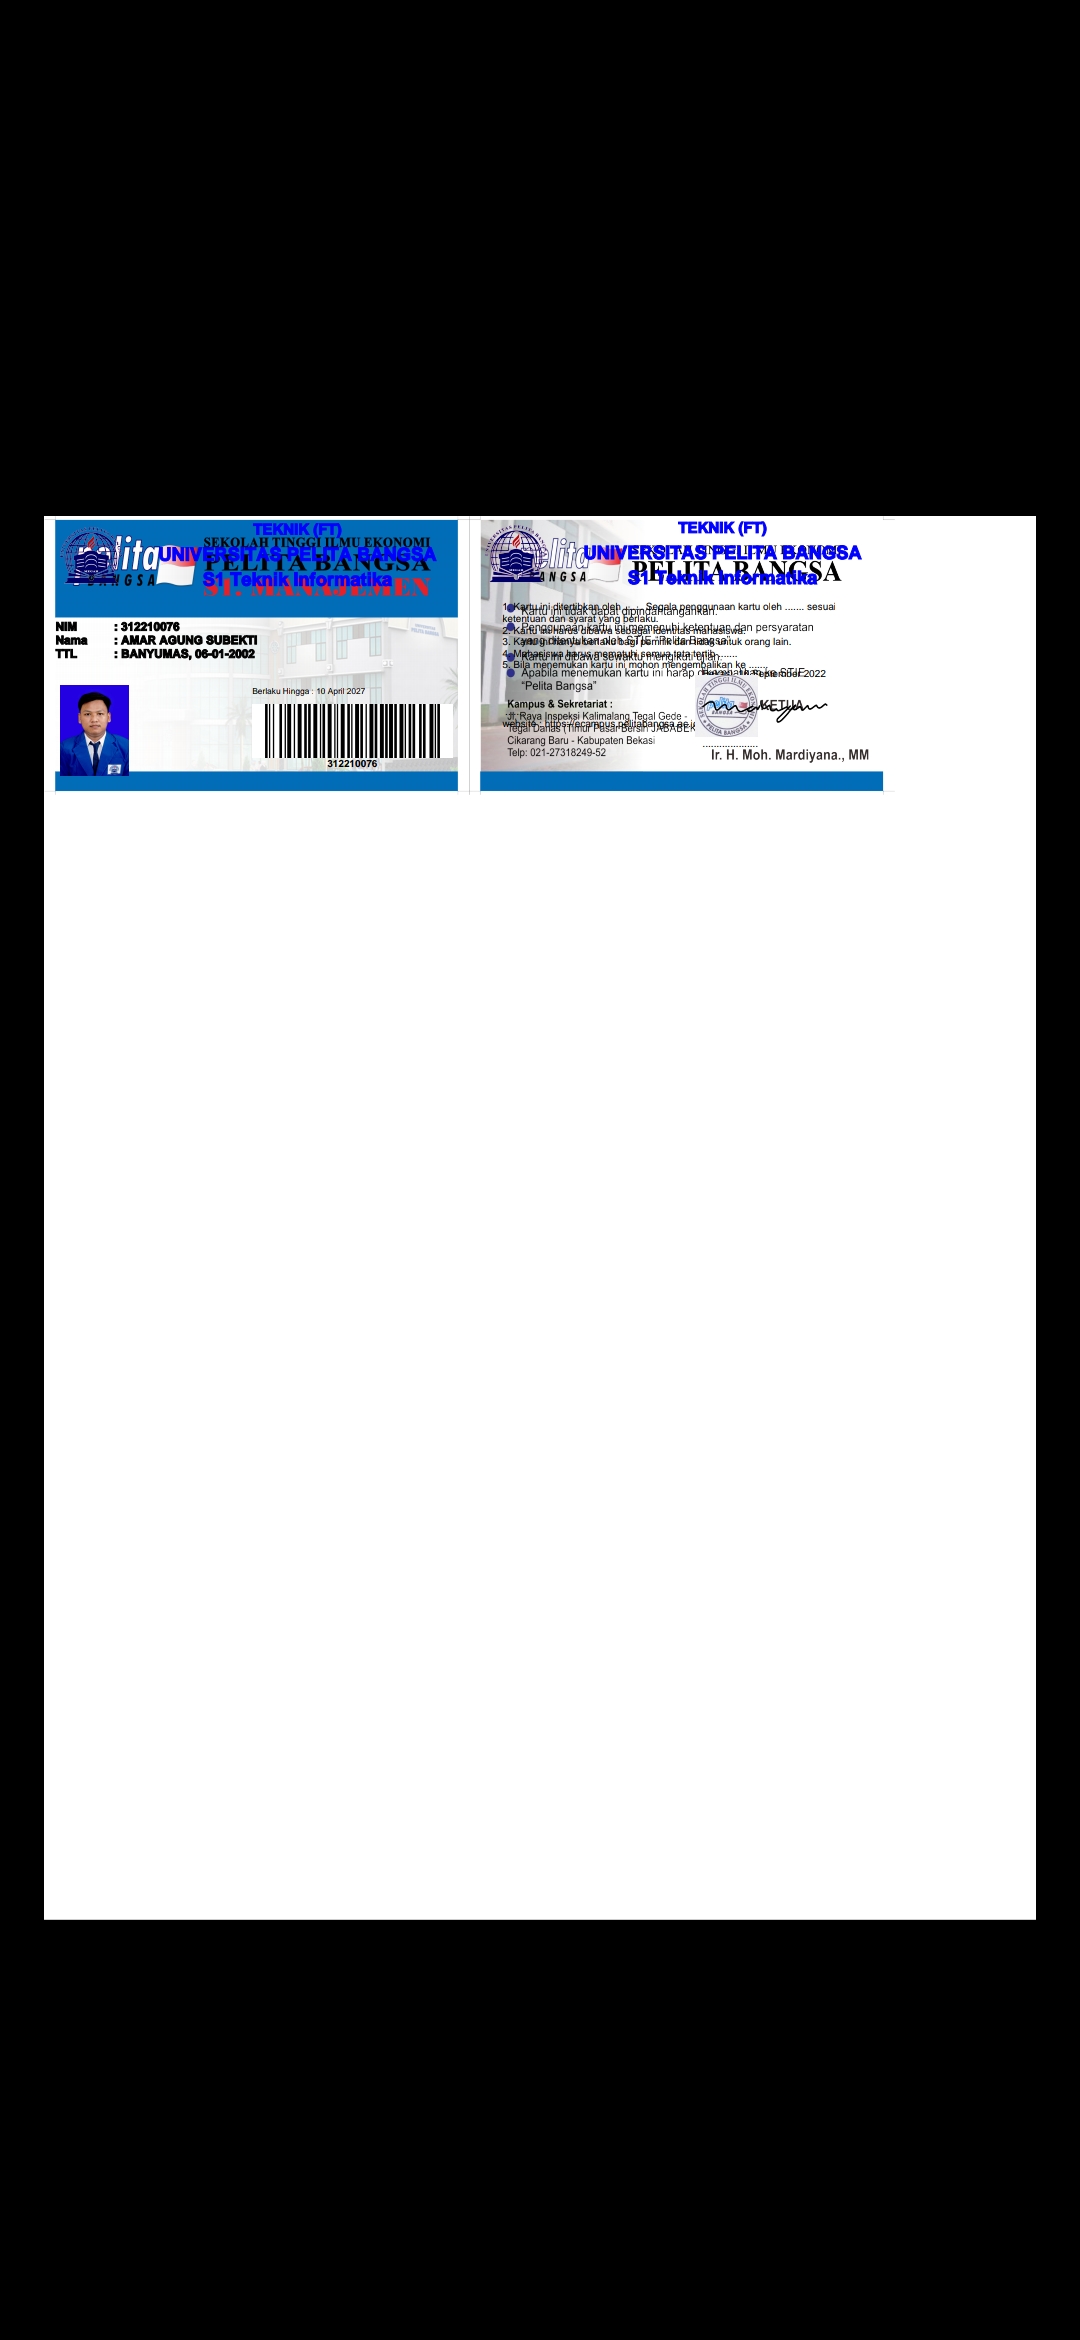 TEKNIK (FT)
SEKOLAH TINGGI ILMU EKONOMI
UNIVERSITAS PELITA BANGSA
PELITA BANGSA
S1 Teknik Informatika
pelita
BANGSA
NIM : 312210076
Nama : AMAR AGUNG SUBEKTI
TTL : BANYUMAS, 06-01-2002
Berlaku Hingga : 10 April 2027
312210076
TEKNIK (FT)
UNIVERSITAS PELITA BANGSA
PELITA BANGSA
S1 Teknik Informatika
BANGSA
1. Kartu ini diterbitkan oleh ....... Segala penggunaan kartu oleh ....... sesuai
ketentuan dan syarat yang berlaku.
Kartu ini tidak dapat dipindahtangankan.
Penggunaan kartu ini memenuhi ketentuan dan persyaratan
yang ditentukan oleh STIE "Pelita Bangsa"
2. Kartu ini harus dibawa sebagai identitas mahasiswa.
3. Kartu ini hanya berlaku bagi pemilik dan tidak untuk orang lain.
4. Mahasiswa harus mematuhi semua tata tertib .......
Kartu ini dibawa sewaktu mengikuti ujian.
5. Bila menemukan kartu ini mohon mengembalikan ke .......
Apabila menemukan kartu ini harap
ke STIE
“Pelita Bangsa”
September 2022
Kampus & Sekretariat :
KETUA
Jl. Raya Inspeksi Kalimalang Tegal Gede -
website : https://ecampus.pelitabangsa.ac.i
Tegal Danas (Timur Pasar Bersih JABABEK
Cikarang Baru - Kabupaten Bekasi
Telp: 021-27318249-52
Ir. H. Moh. Mardiyana., MM